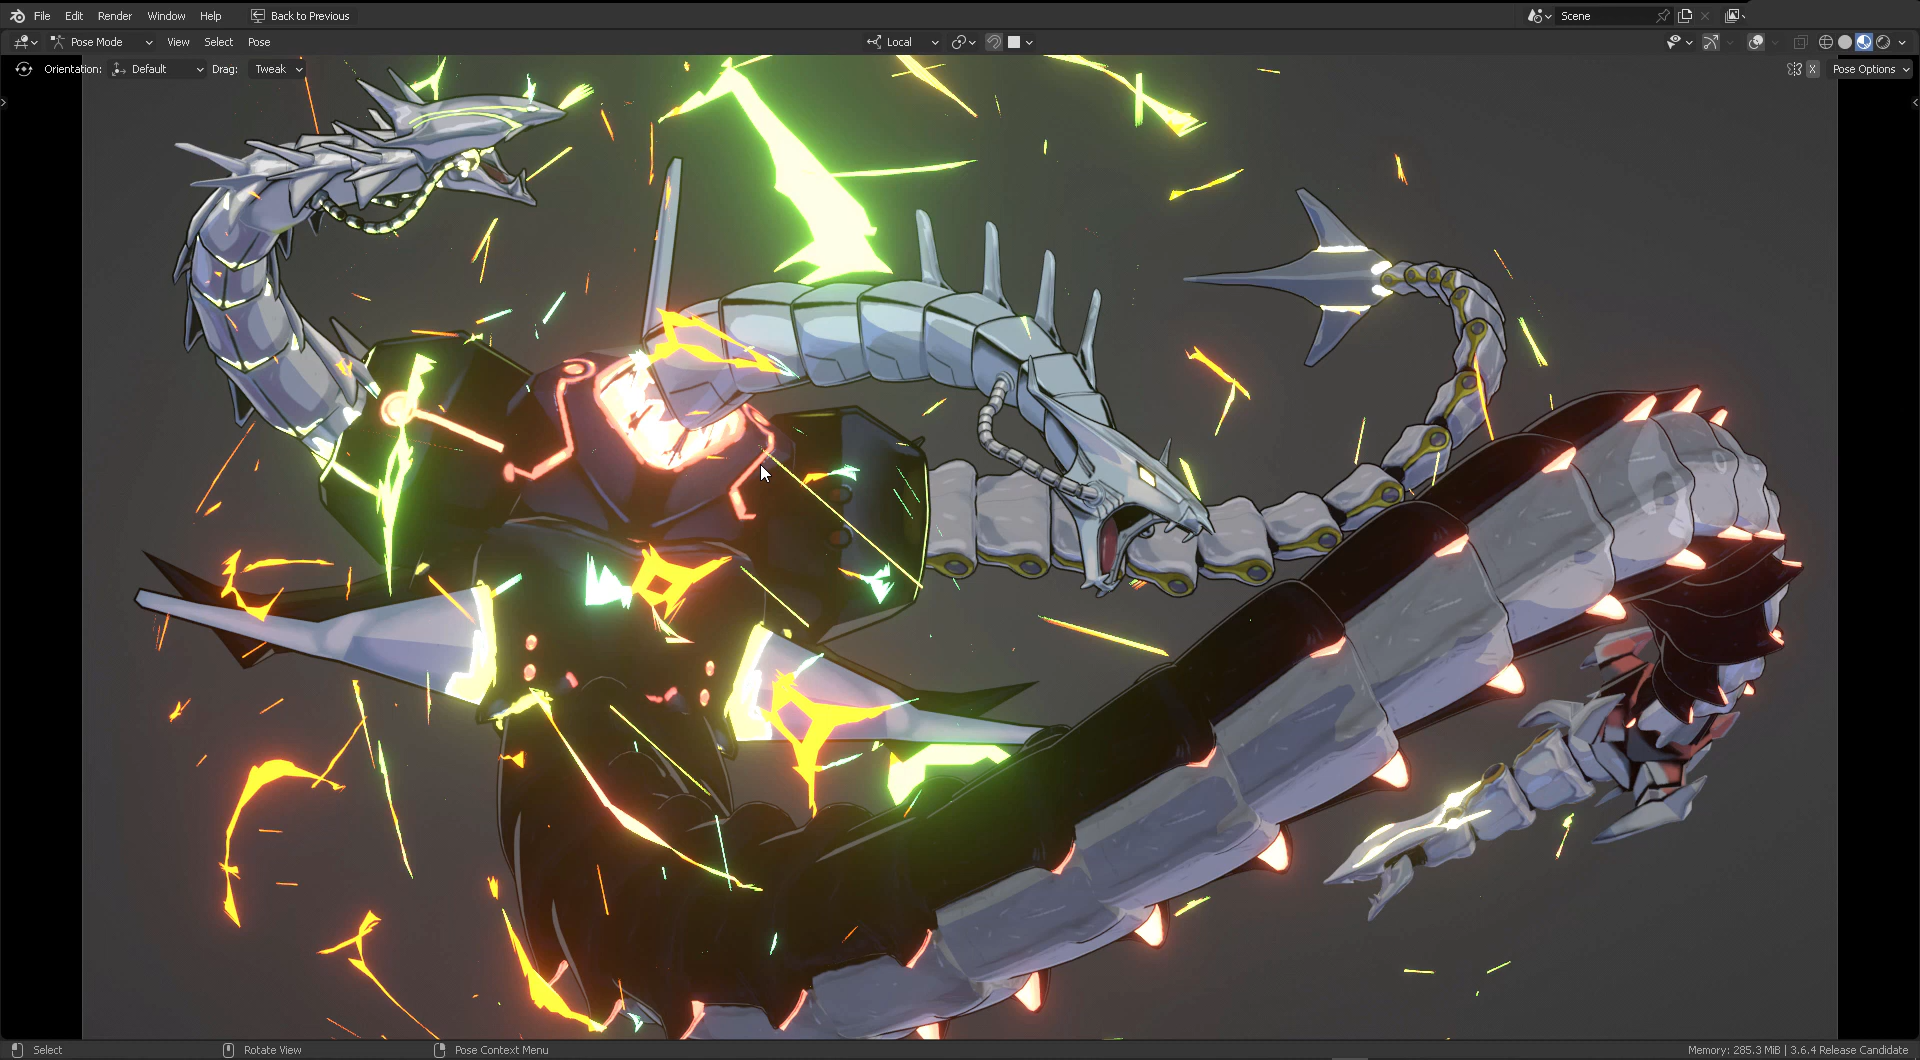 File Edit Render Window Help Back to Previous Scene
Pose Mode View Select Pose Local
Orientation: Default Drag: Tweak X Pose Options
Select Rotate View Pose Context Menu Memory: 285.3 MiB | 3.6.4 Release Candidate